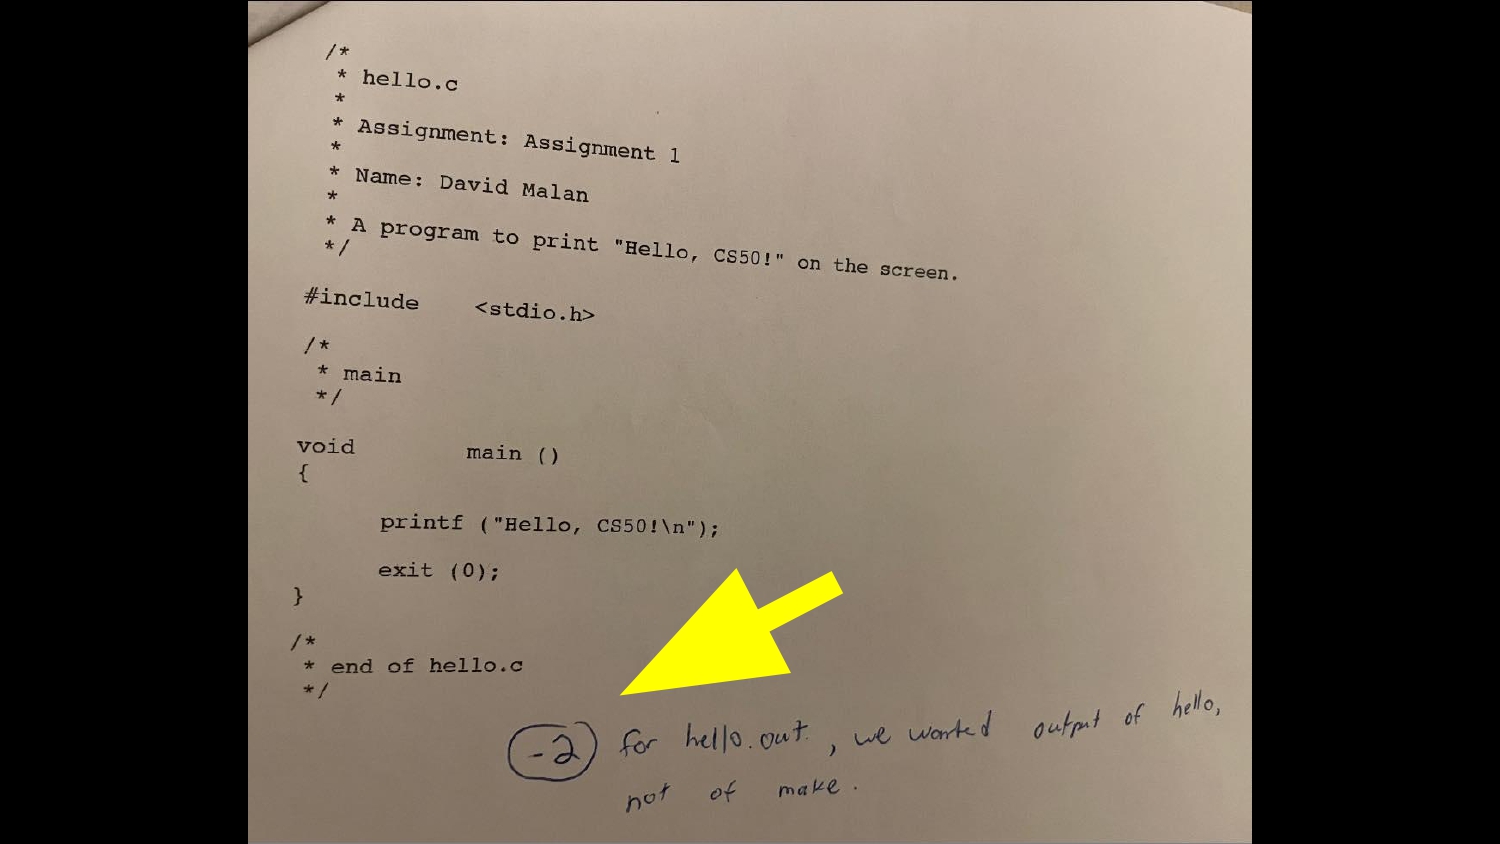 /*
* hello.c
*
* Assignment: Assignment 1
*
* Name: David Malan
*
* A program to print "Hello, CS50!" on the screen.
*/
#include <stdio.h>
/*
* main
*/
void main ()
{
printf ("Hello, CS50!\n");
exit (0);
}
/*
* end of hello.c
*/
-2 for hello.out, we wanted output of hello,
not of make.